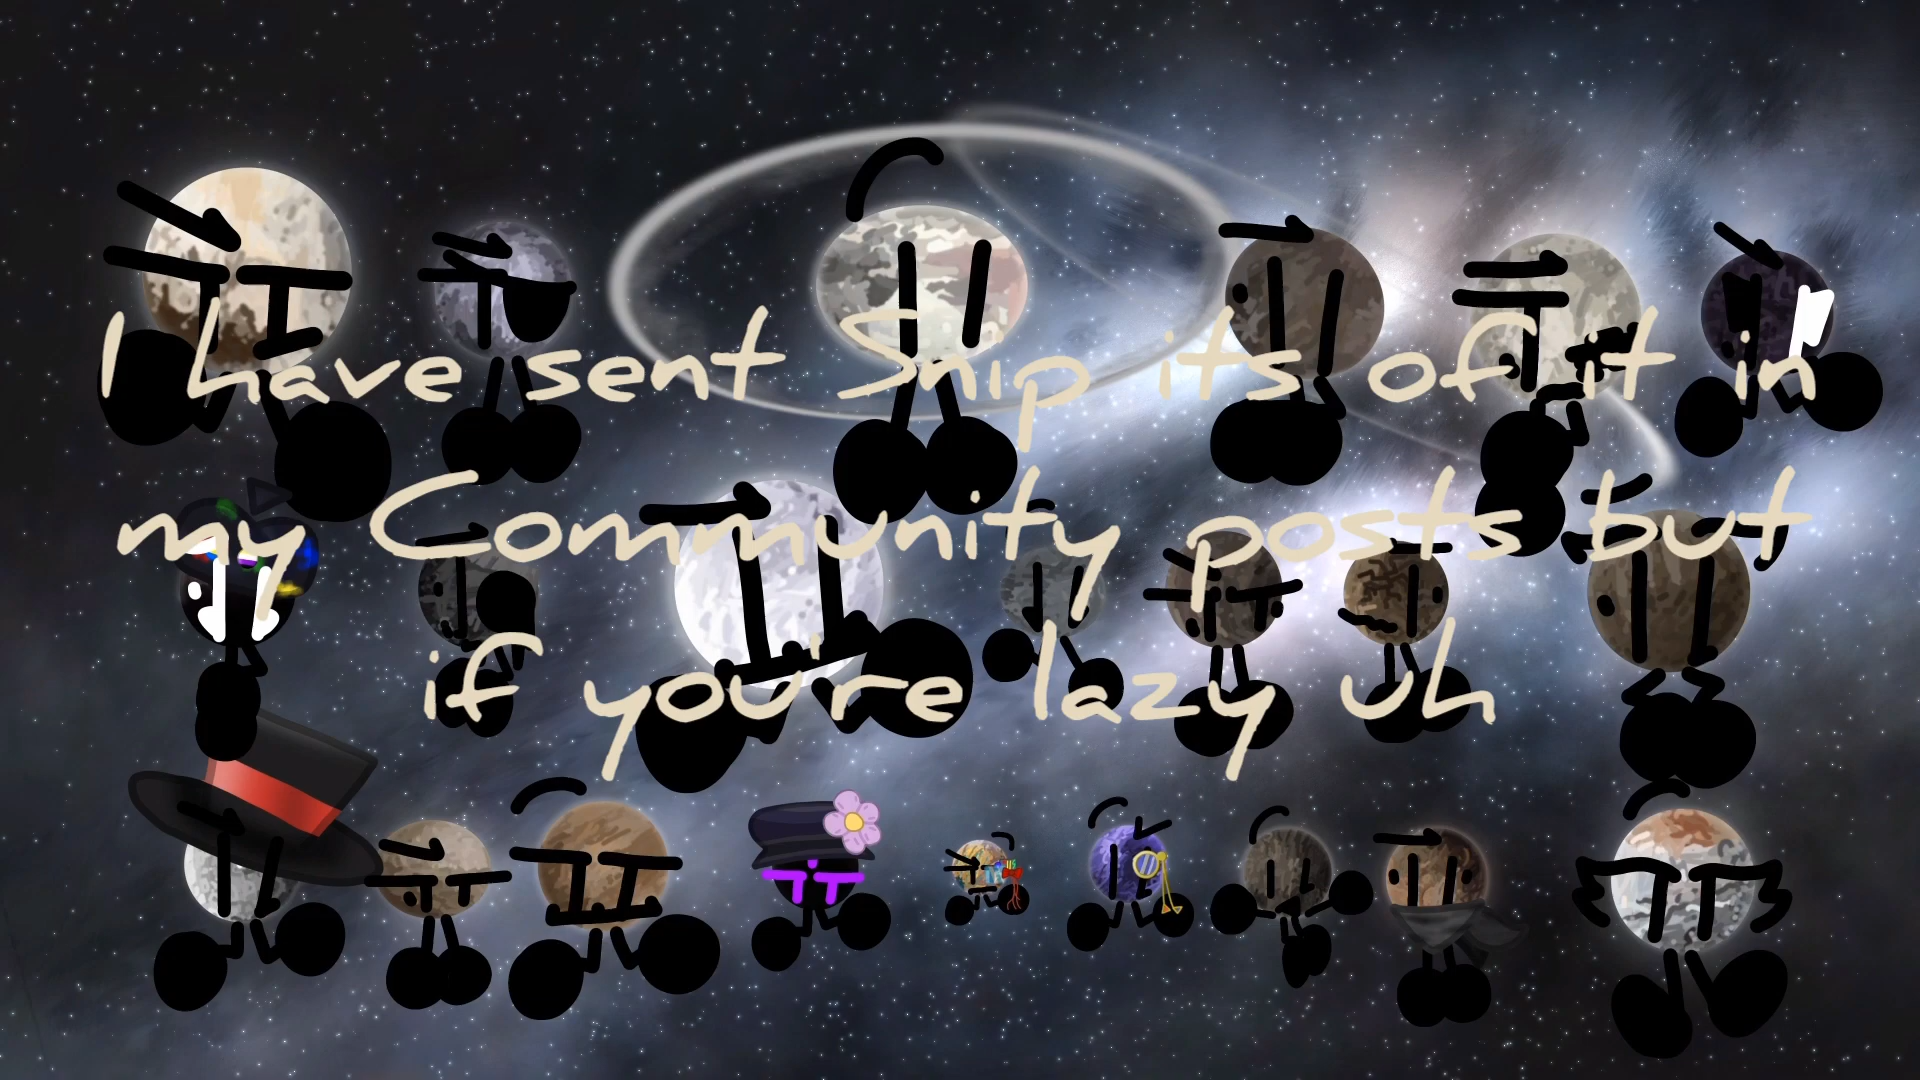 I have sent Snip its of it in
my Community posts but
if you're lazy uh